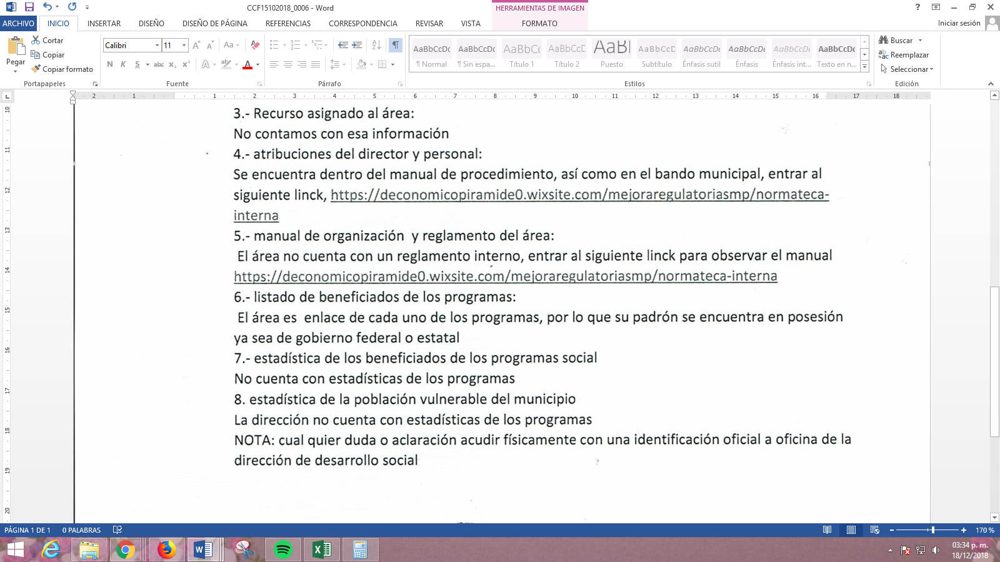 CCF15102018_0006 - Word
HERRAMIENTAS DE IMAGEN
?
ARCHIVO INICIO INSERTAR DISEÑO DISEÑO DE PÁGINA REFERENCIAS CORRESPONDENCIA REVISAR VISTA FORMATO Iniciar sesión
Pegar
Cortar
Copiar
Copiar formato
Portapapeles
Calibri 11
N K S abc x₂ x²
Fuente
Párrafo
AaBbCcDc AaBbCcDc AaBbCc AaBbCcD AaBl AaBbCcD AaBbCcDc AaBbCcDc AaBbCcDc AaBbCcDc
¶ Normal ¶ Sin espa... Título 1 Título 2 Puesto Subtítulo Énfasis sutil Énfasis Énfasis int... Texto en n...
Estilos
Buscar
Reemplazar
Seleccionar
Edición
2 1 1 2 3 4 5 6 7 8 9 10 11 12 13 14 15 16 17 18
10
11
12
13
14
15
16
17
18
19
20
3.- Recurso asignado al área:
No contamos con esa información
4.- atribuciones del director y personal:
Se encuentra dentro del manual de procedimiento, así como en el bando municipal, entrar al
siguiente linck, https://deconomicopiramide0.wixsite.com/mejoraregulatoriasmp/normateca-
interna
5.- manual de organización  y reglamento del área:
El área no cuenta con un reglamento interno, entrar al siguiente linck para observar el manual
https://deconomicopiramide0.wixsite.com/mejoraregulatoriasmp/normateca-interna
6.- listado de beneficiados de los programas:
El área es  enlace de cada uno de los programas, por lo que su padrón se encuentra en posesión
ya sea de gobierno federal o estatal
7.- estadística de los beneficiados de los programas social
No cuenta con estadísticas de los programas
8. estadística de la población vulnerable del municipio
La dirección no cuenta con estadísticas de los programas
NOTA: cual quier duda o aclaración acudir físicamente con una identificación oficial a oficina de la
dirección de desarrollo social
PÁGINA 1 DE 1 0 PALABRAS 170 %
03:34 p. m.
18/12/2018